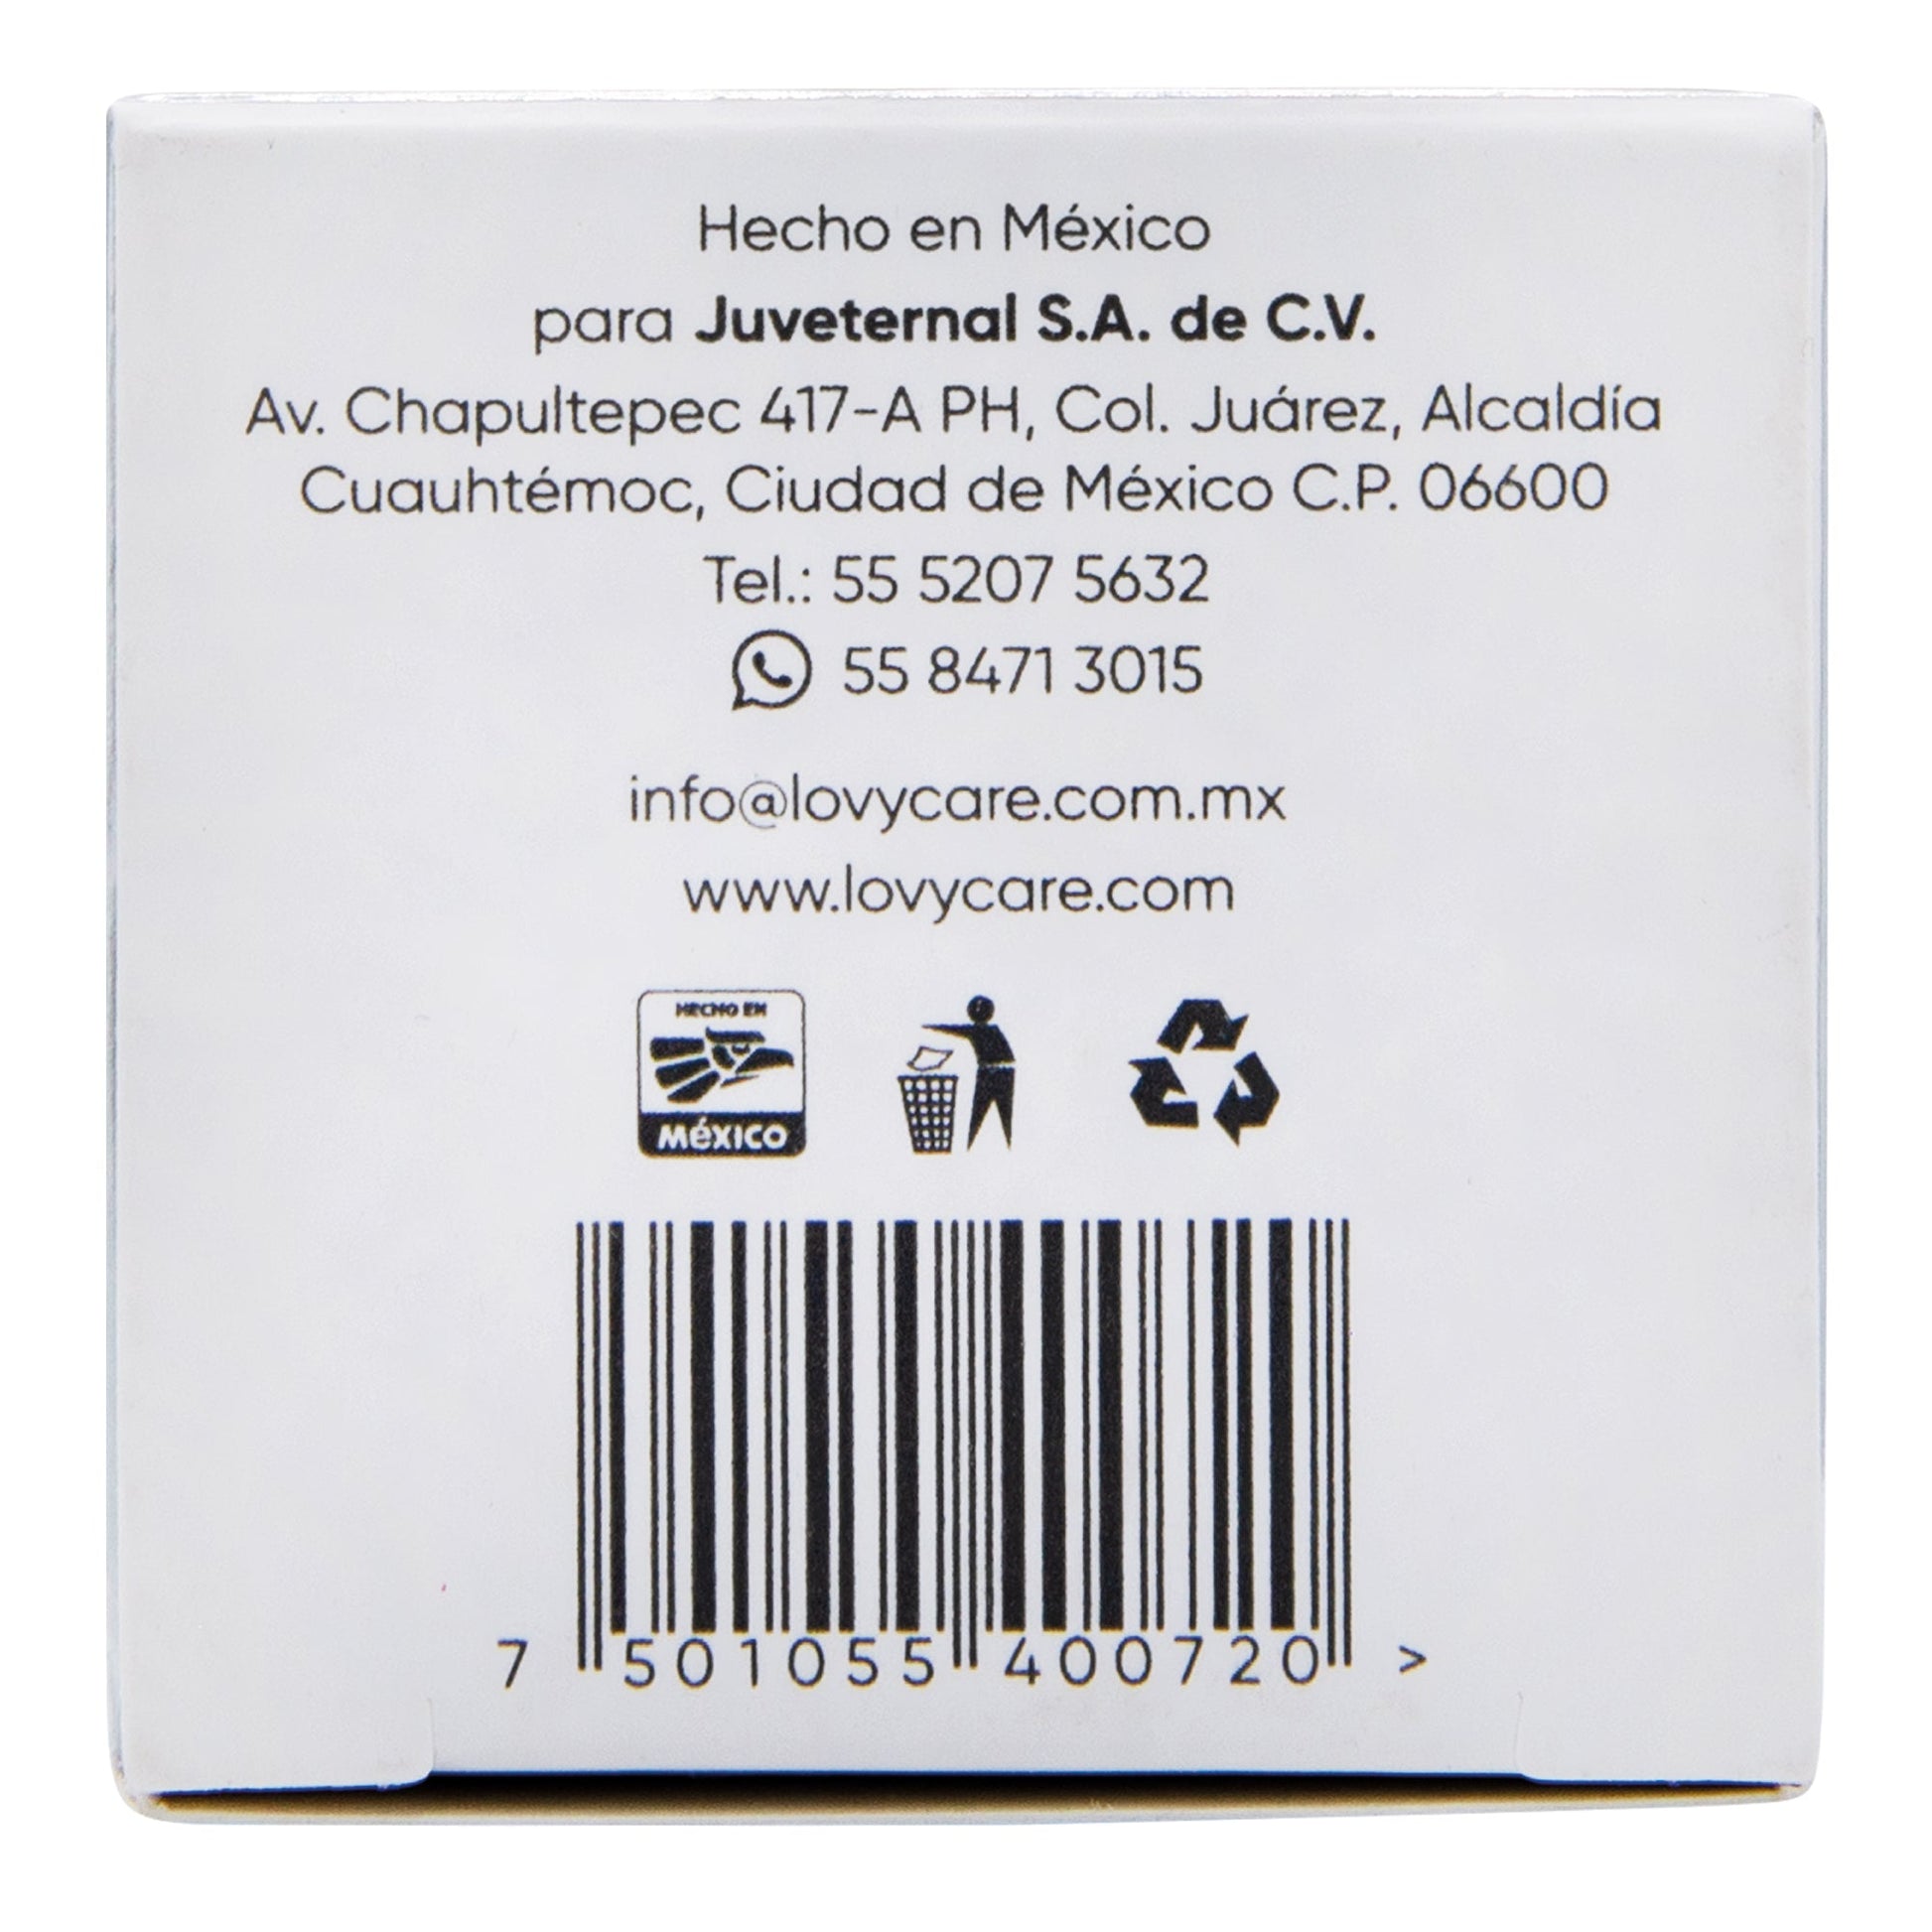 Hecho en México
para Juveternal S.A. de C.V.
Av. Chapultepec 417-A PH, Col. Juárez, Alcaldía
Cuauhtémoc, Ciudad de México C.P. 06600
Tel.: 55 5207 5632
55 8471 3015
info@lovycare.com.mx
www.lovycare.com
HECHO EN
MéXICO
7 501055 400720 >